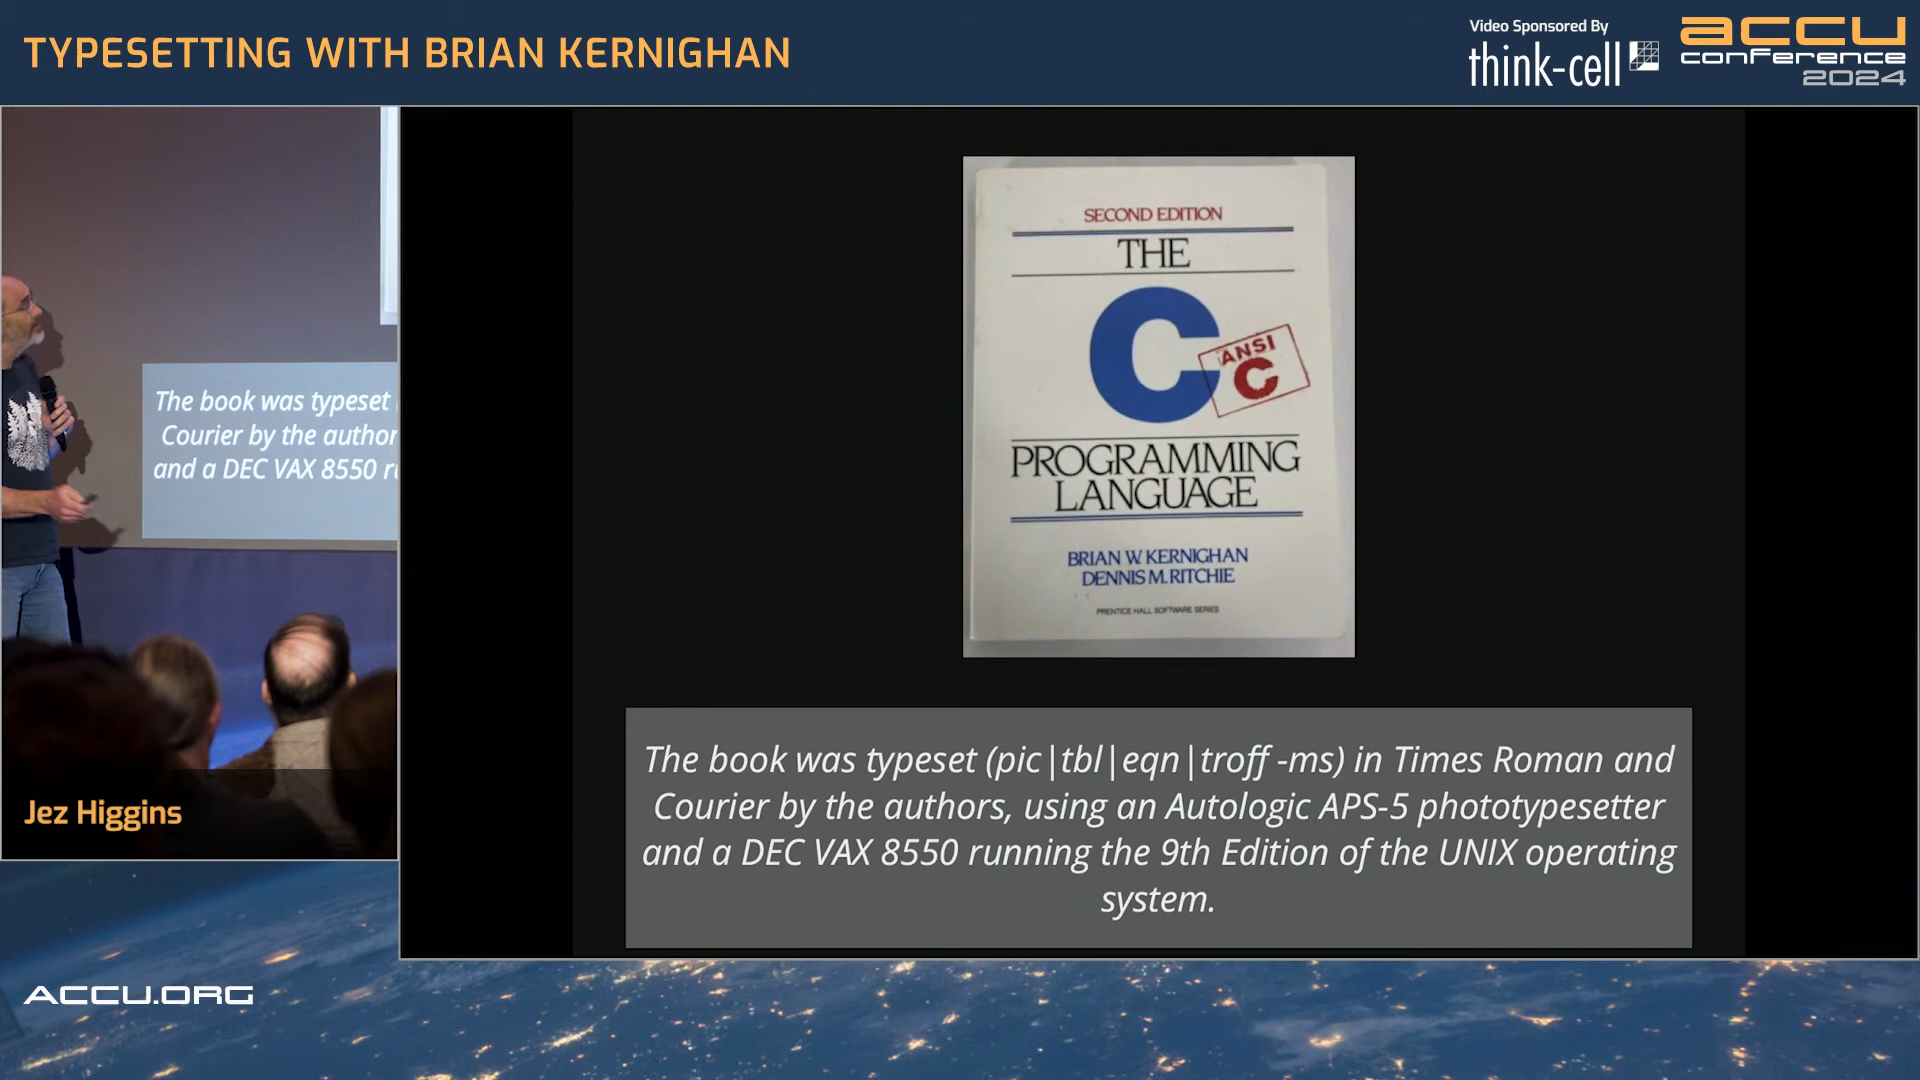 TYPESETTING WITH BRIAN KERNIGHAN
Video Sponsored By
think-cell
accu
conference
2024
The book was typeset
Courier by the author
and a DEC VAX 8550 r
Jez Higgins
SECOND EDITION
THE
C
ANSI
C
PROGRAMMING
LANGUAGE
BRIAN W. KERNIGHAN
DENNIS M. RITCHIE
PRENTICE HALL SOFTWARE SERIES
The book was typeset (pic|tbl|eqn|troff -ms) in Times Roman and
Courier by the authors, using an Autologic APS-5 phototypesetter
and a DEC VAX 8550 running the 9th Edition of the UNIX operating
system.
ACCU.ORG